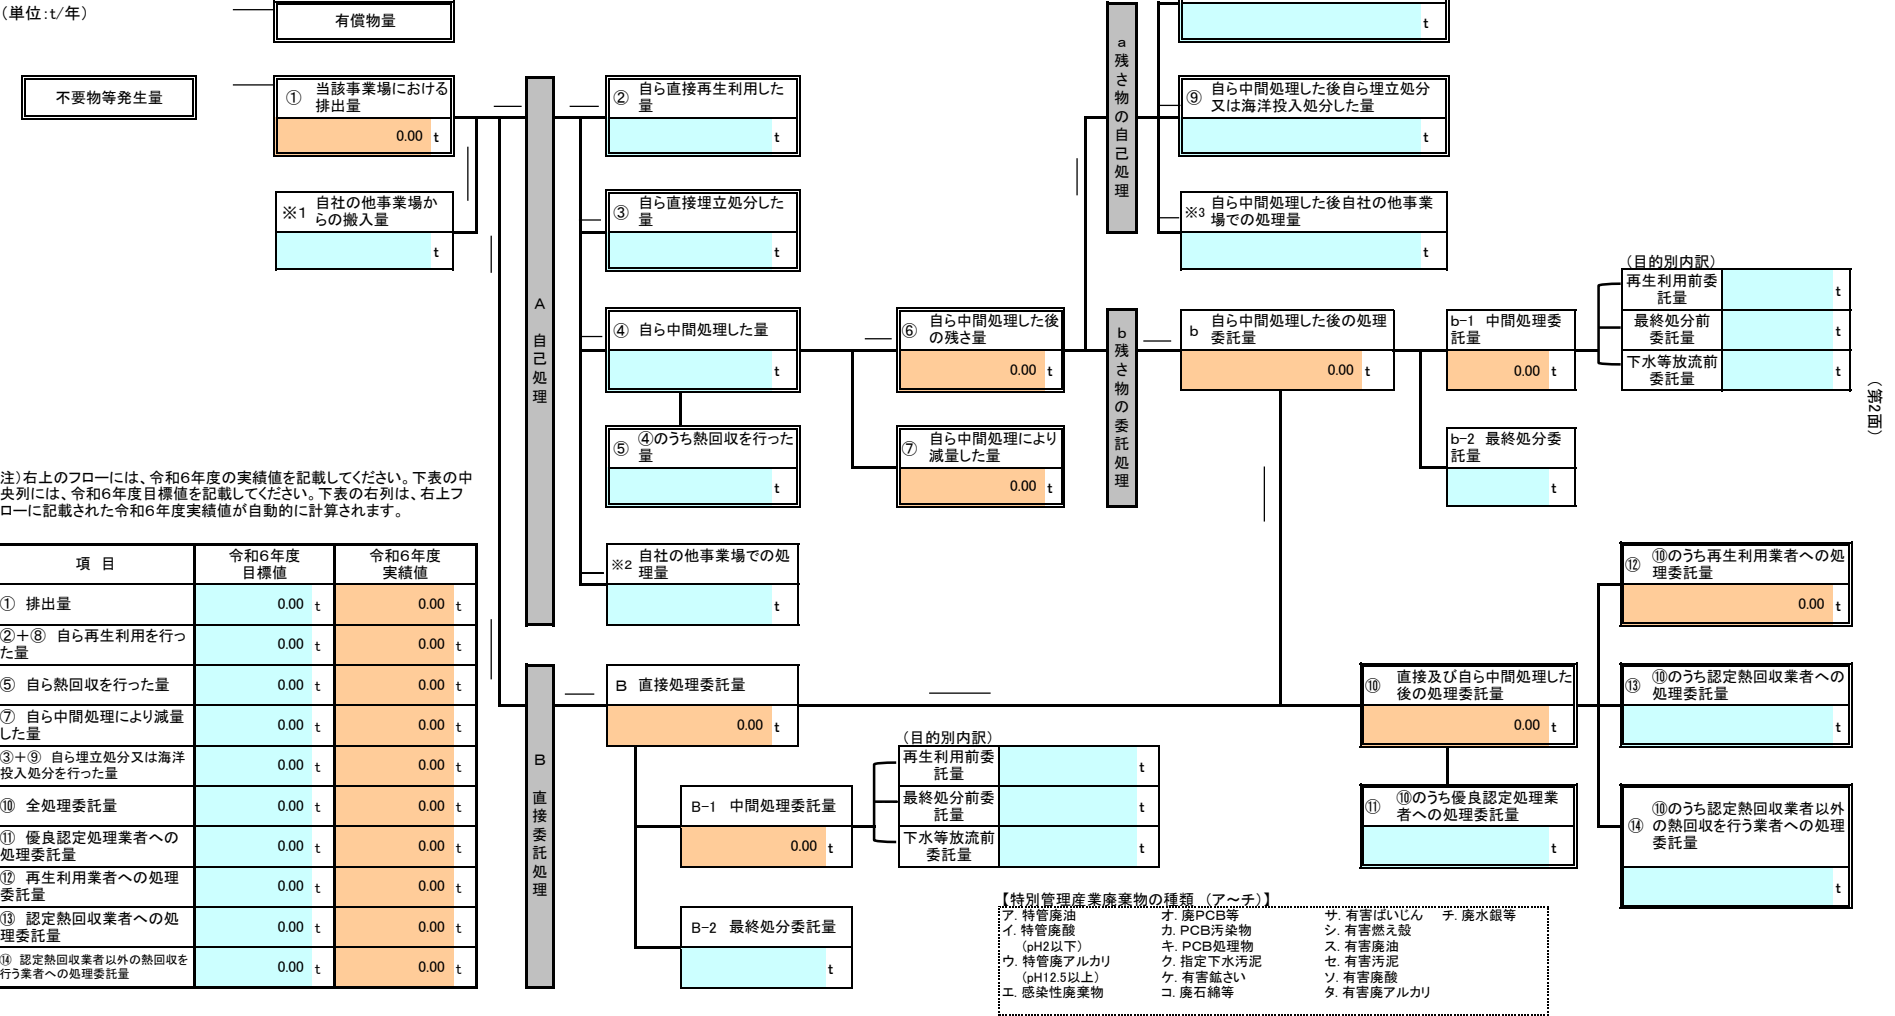 （単位：t/年）
有償物量
不要物等発生量
① 当該事業場における
排出量
0.00 t
※1 自社の他事業場か
らの搬入量
t
A 自己処理
② 自ら直接再生利用した
量
t
③ 自ら直接埋立処分した
量
t
④ 自ら中間処理した量
t
⑤ ④のうち熱回収を行った
量
t
※2 自社の他事業場での処
理量
t
⑥ 自ら中間処理した後
の残さ量
0.00 t
⑦ 自ら中間処理により
減量した量
0.00 t
a 残さ物の自己処理
t
⑨ 自ら中間処理した後自ら埋立処分
又は海洋投入処分した量
t
※3 自ら中間処理した後自社の他事業
場での処理量
t
b 残さ物の委託処理
b 自ら中間処理した後の処理
委託量
0.00 t
b-1 中間処理委
託量
0.00 t
b-2 最終処分委
託量
t
（目的別内訳）
再生利用前委
託量
t
最終処分前
委託量
t
下水等放流前
委託量
t
（第2面）
注）右上のフローには、令和6年度の実績値を記載してください。下表の中
央列には、令和6年度目標値を記載してください。下表の右列は、右上フ
ローに記載された令和6年度実績値が自動的に計算されます。
項 目 令和6年度
目標値 令和6年度
実績値
① 排出量 0.00 t 0.00 t
②＋⑧ 自ら再生利用を行っ
た量 0.00 t 0.00 t
⑤ 自ら熱回収を行った量 0.00 t 0.00 t
⑦ 自ら中間処理により減量
した量 0.00 t 0.00 t
③＋⑨ 自ら埋立処分又は海洋
投入処分を行った量 0.00 t 0.00 t
⑩ 全処理委託量 0.00 t 0.00 t
⑪ 優良認定処理業者への
処理委託量 0.00 t 0.00 t
⑫ 再生利用業者への処理
委託量 0.00 t 0.00 t
⑬ 認定熱回収業者への処
理委託量 0.00 t 0.00 t
⑭ 認定熱回収業者以外の熱回収を
行う業者への処理委託量 0.00 t 0.00 t
B 直接委託処理
B 直接処理委託量
0.00 t
B-1 中間処理委託量
0.00 t
B-2 最終処分委託量
t
（目的別内訳）
再生利用前委
託量
t
最終処分前委
託量
t
下水等放流前
委託量
t
⑩ 直接及び自ら中間処理した
後の処理委託量
0.00 t
⑪ ⑩のうち優良認定処理業
者への処理委託量
t
⑫ ⑩のうち再生利用業者への処
理委託量
0.00 t
⑬ ⑩のうち認定熱回収業者への
処理委託量
t
⑭ ⑩のうち認定熱回収業者以外
の熱回収を行う業者への処理
委託量
t
【特別管理産業廃棄物の種類 （ア～チ）】
ア. 特管廃油
イ. 特管廃酸
（pH2以下）
ウ. 特管廃アルカリ
（pH12.5以上）
エ. 感染性廃棄物
オ. 廃PCB等
カ. PCB汚染物
キ. PCB処理物
ク. 指定下水汚泥
ケ. 有害鉱さい
コ. 廃石綿等
サ. 有害ばいじん
シ. 有害燃え殻
ス. 有害廃油
セ. 有害汚泥
ソ. 有害廃酸
タ. 有害廃アルカリ
チ. 廃水銀等